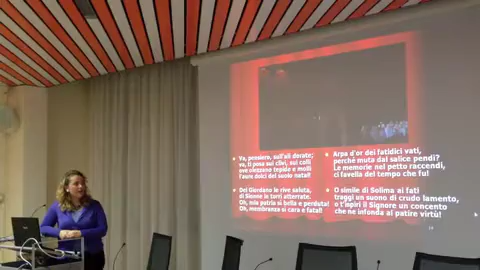 Va, pensiero, sull'ali dorate;
va, ti posa sui clivi, sui colli
ove olezzano tepide e molli
l'aure dolci del suolo natal!
Del Giordano le rive saluta,
di Sionne le torri atterrate.
Oh, mia patria sì bella e perduta!
Oh, membranza sì cara e fatal!
Arpa d'or dei fatidici vati,
perché muta dal salice pendi?
Le memorie nel petto raccendi,
ci favella del tempo che fu!
O simile di Solima ai fati
traggi un suono di crudo lamento,
o t'ispiri il Signore un concento
che ne infonda al patire virtù!